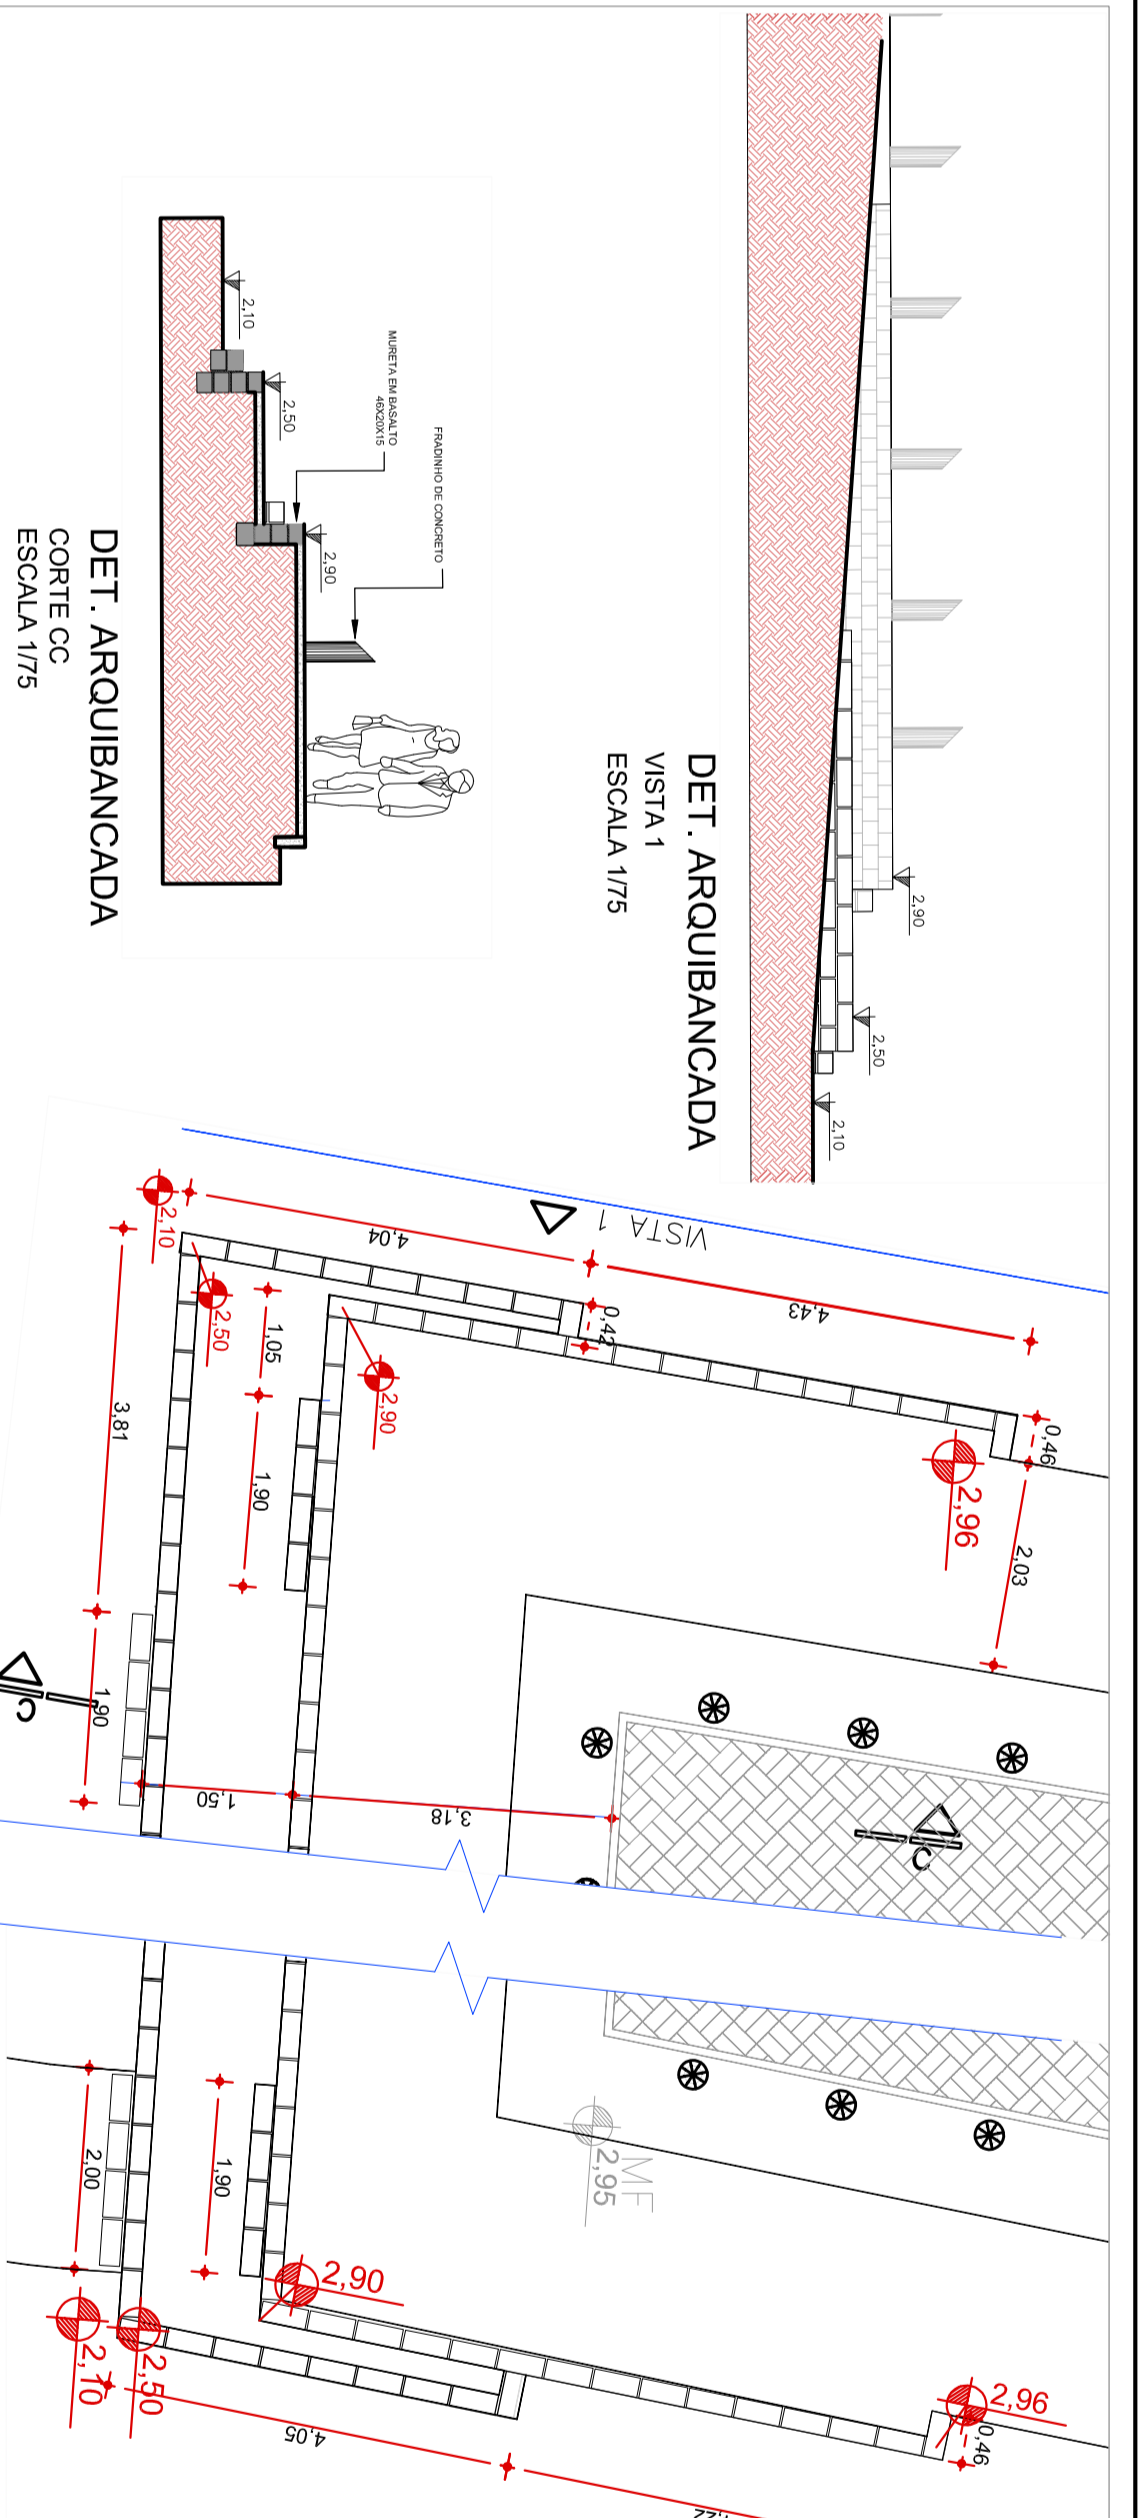 2,90
2,50
2,10
DET. ARQUIBANCADA
VISTA 1
ESCALA 1/75
FRADINHO DE CONCRETO
MURETA EM BASALTO
46X20X15
2,10
2,50
2,90
DET. ARQUIBANCADA
CORTE CC
ESCALA 1/75
VISTA 1
4,43
4,04
0,46
0,42
2,96
2,03
2,90
2,50
2,10
1,05
1,90
3,81
1,90
C
C
3,18
1,50
MF
2,95
1,90
2,00
2,90
2,96
0,46
2,50
2,10
4,05